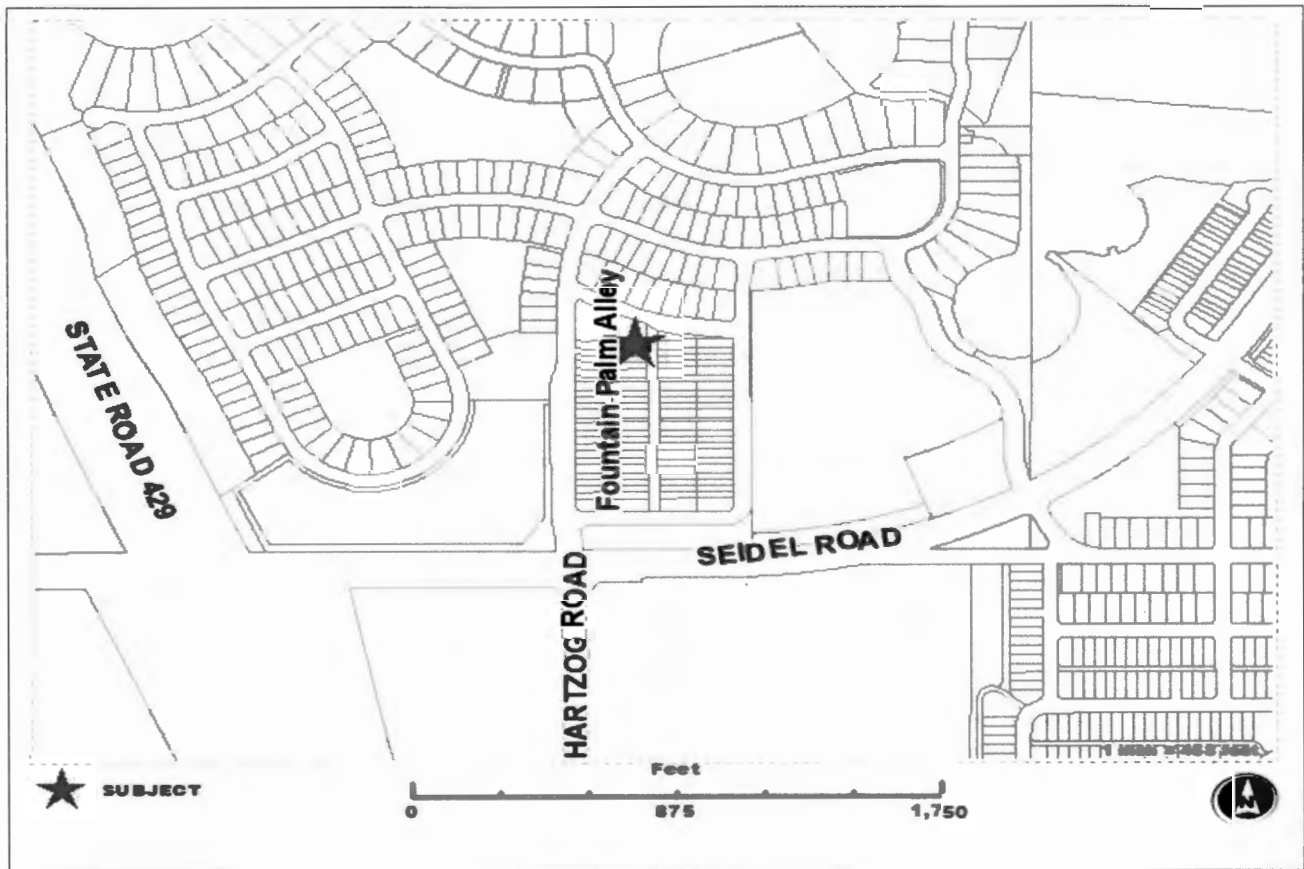 Fountain Palm Alley
STATE ROAD 429
SEIDEL ROAD
HARTZOG ROAD
Feet
SUBJECT
0 875 1,750
N